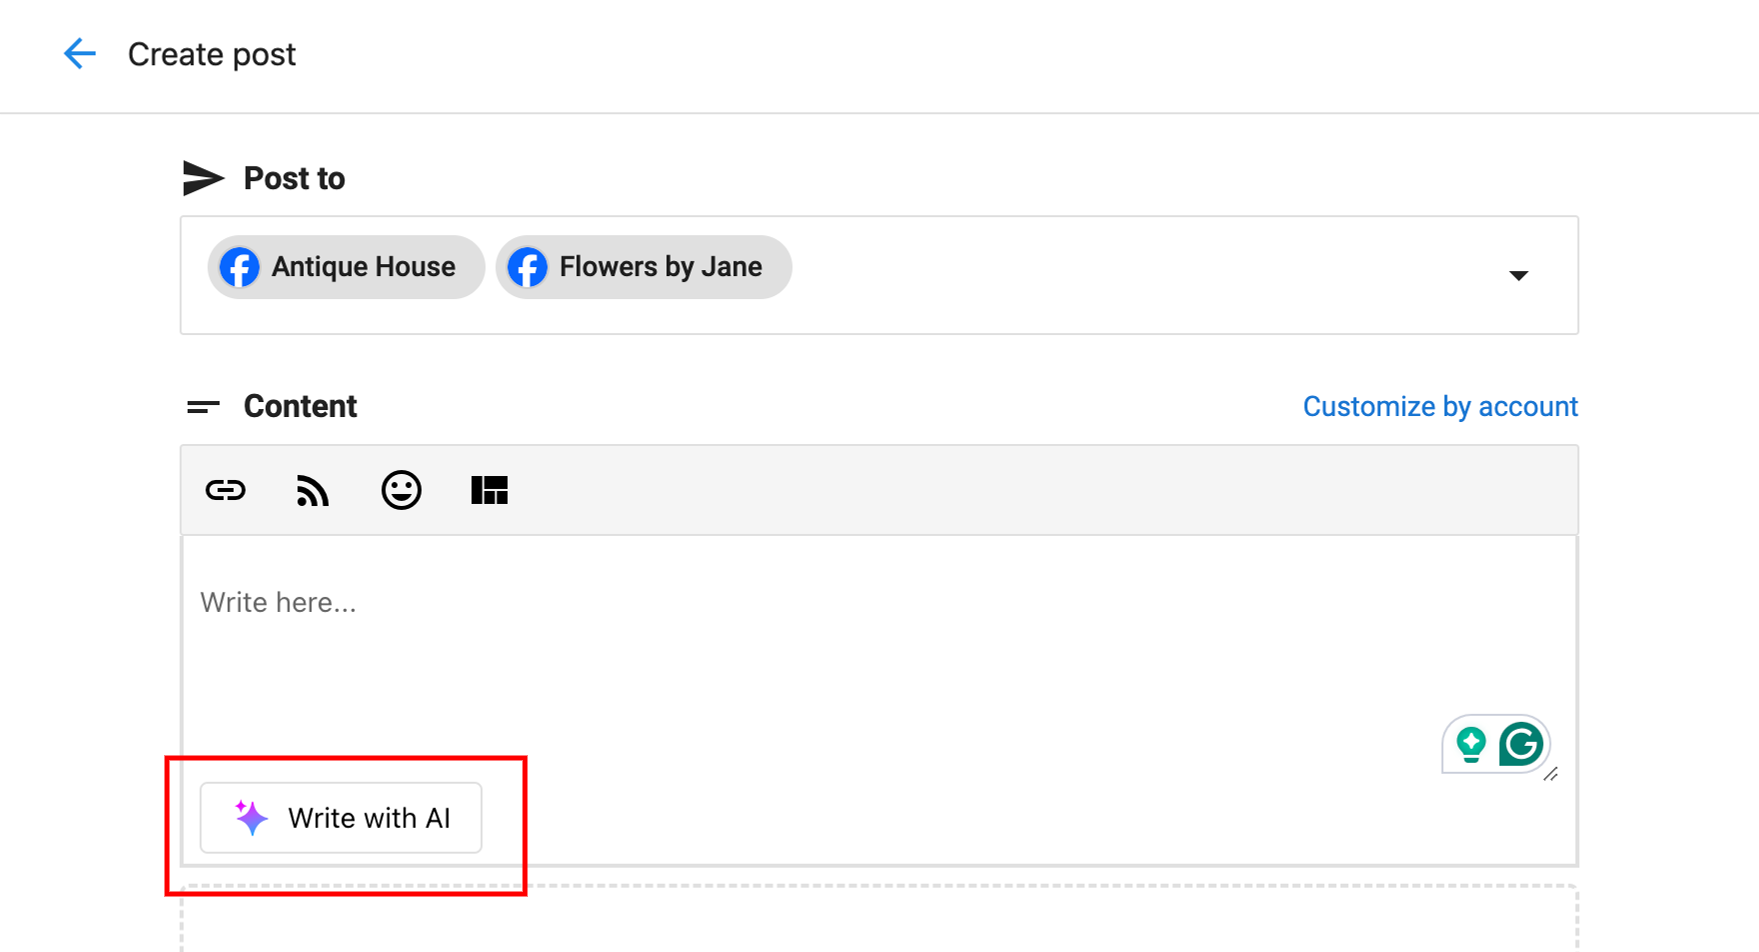 Create post
Post to
Antique House Flowers by Jane
Content Customize by account
Write here...
Write with AI